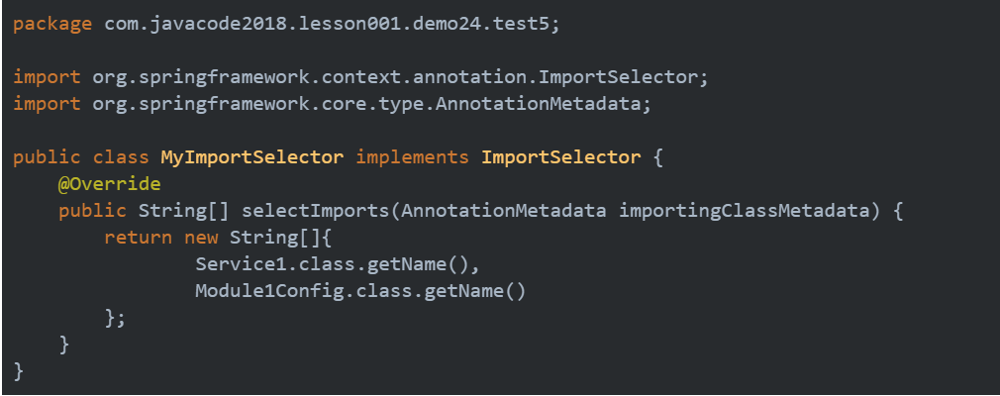 package com.javacode2018.lesson001.demo24.test5;
import org.springframework.context.annotation.ImportSelector;
import org.springframework.core.type.AnnotationMetadata;
public class MyImportSelector implements ImportSelector {
@Override
public String[] selectImports(AnnotationMetadata importingClassMetadata) {
return new String[]{
Service1.class.getName(),
Module1Config.class.getName()
};
}
}